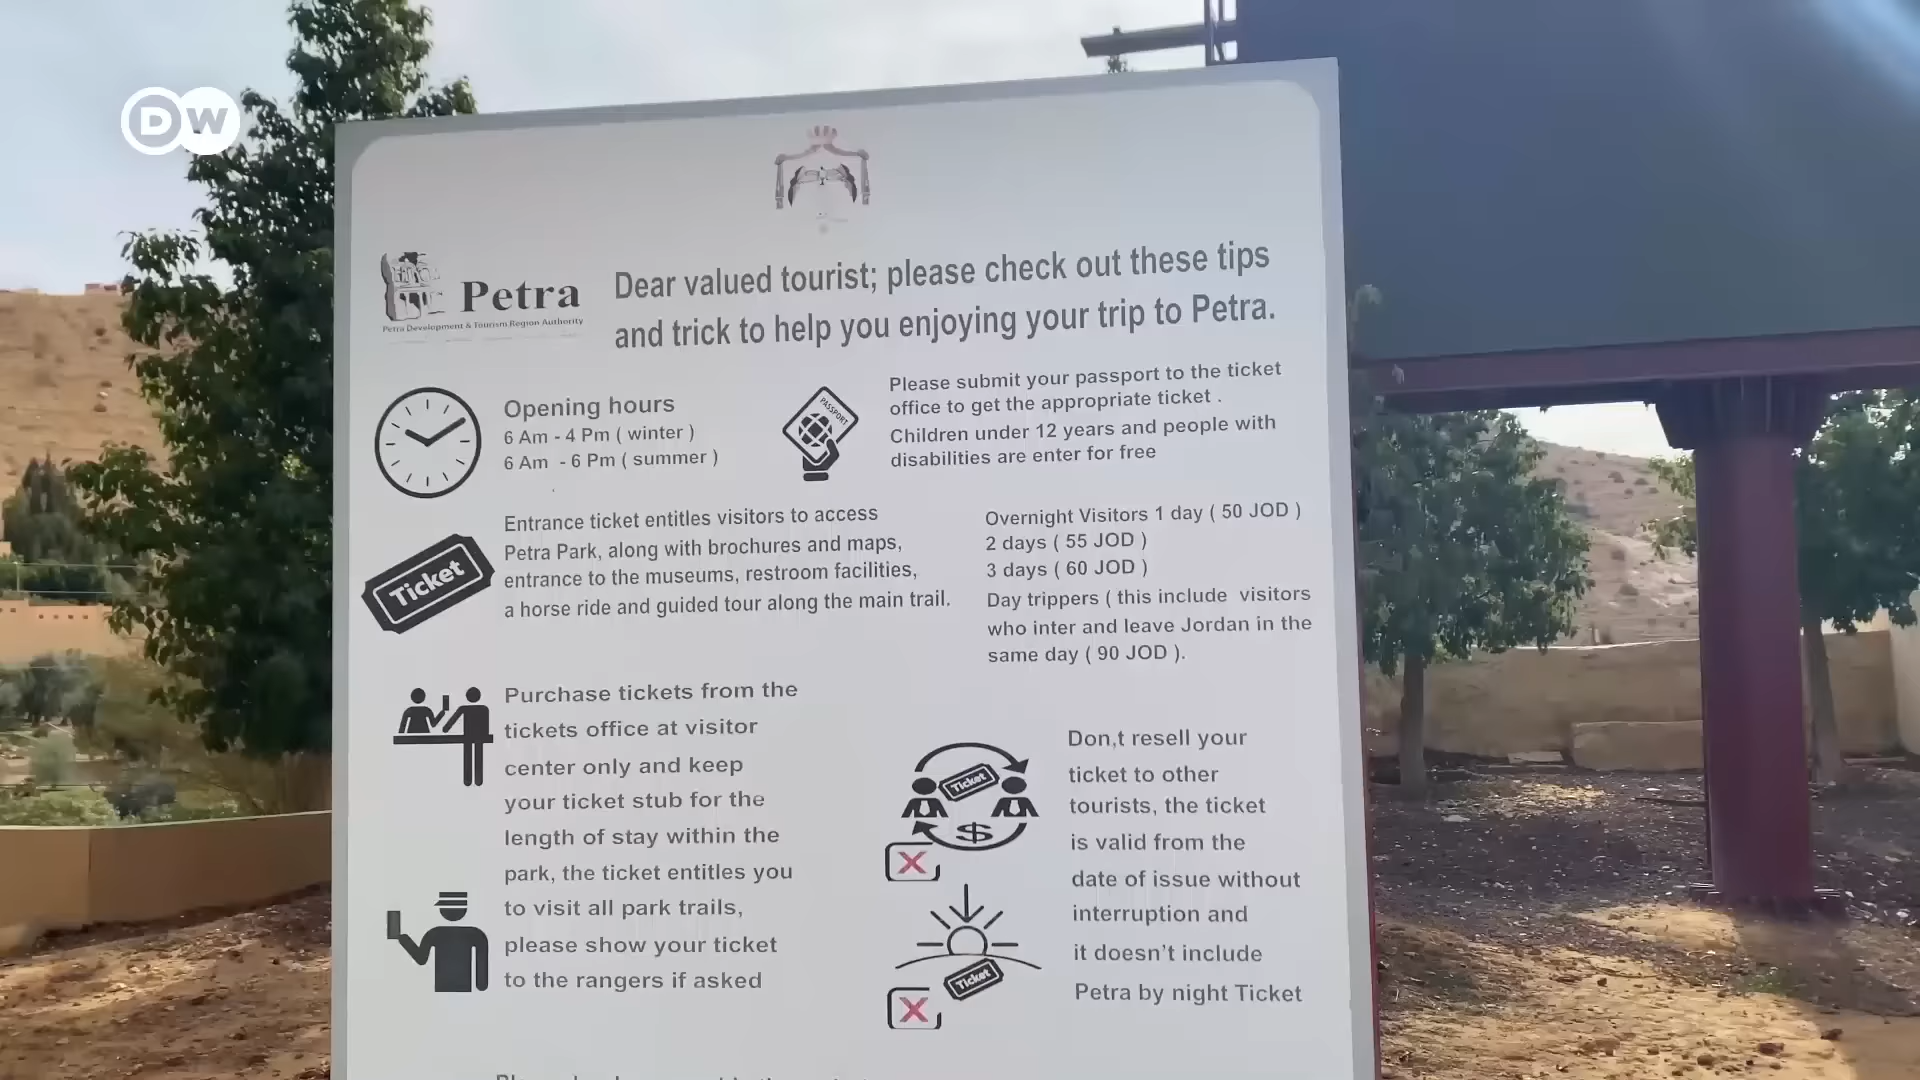 DW
Petra
Petra Development & Tourism Region Authority
Dear valued tourist; please check out these tips
and trick to help you enjoying your trip to Petra.
Opening hours
6 Am - 4 Pm ( winter )
6 Am - 6 Pm ( summer )
PASSPORT
Please submit your passport to the ticket
office to get the appropriate ticket .
Children under 12 years and people with
disabilities are enter for free
Ticket
Entrance ticket entitles visitors to access
Petra Park, along with brochures and maps,
entrance to the museums, restroom facilities,
a horse ride and guided tour along the main trail.
Overnight Visitors 1 day ( 50 JOD )
2 days ( 55 JOD )
3 days ( 60 JOD )
Day trippers ( this include visitors
who inter and leave Jordan in the
same day ( 90 JOD ).
Purchase tickets from the
tickets office at visitor
center only and keep
your ticket stub for the
length of stay within the
park, the ticket entitles you
to visit all park trails,
please show your ticket
to the rangers if asked
Ticket
$
Don,t resell your
ticket to other
tourists, the ticket
is valid from the
date of issue without
interruption and
it doesn't include
Petra by night Ticket
Ticket